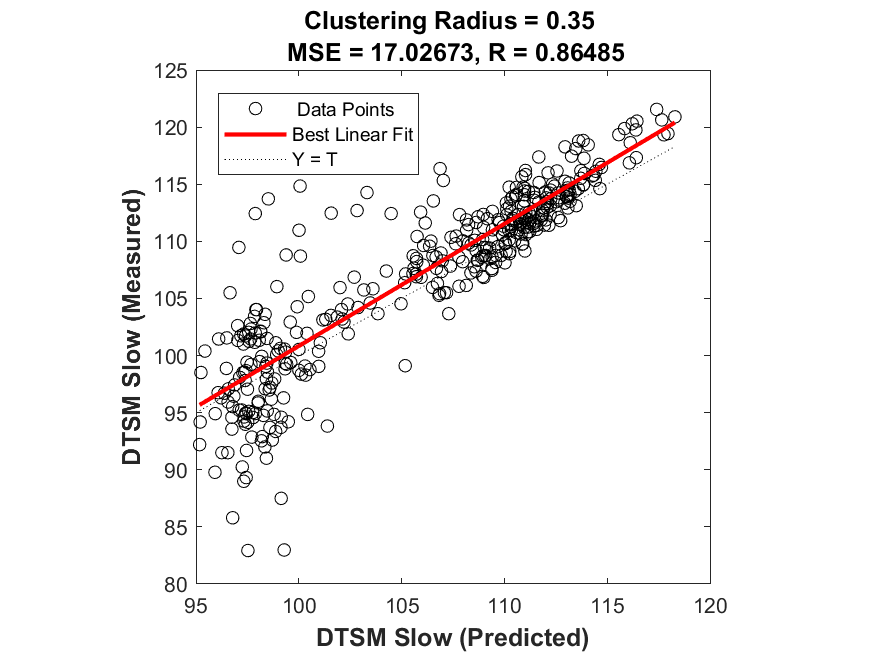 Clustering Radius = 0.35
MSE = 17.02673, R = 0.86485
125
120
115
110
105
100
95
90
85
80
Data Points
Best Linear Fit
Y = T
DTSM Slow (Measured)
95 100 105 110 115 120
DTSM Slow (Predicted)